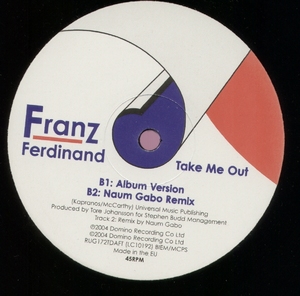 Franz
Ferdinand
Take Me Out
B1: Album Version
B2: Naum Gabo Remix
(Kapranos/McCarthy) Universal Music Publishing
Produced by Tore Johansson for Stephen Budd Management
Track 2: Remix by Naum Gabo
℗2004 Domino Recording Co Ltd
©2004 Domino Recording Co Ltd
RUG172TDAFT (LC10192) BIEM/MCPS
Made in the EU
45RPM